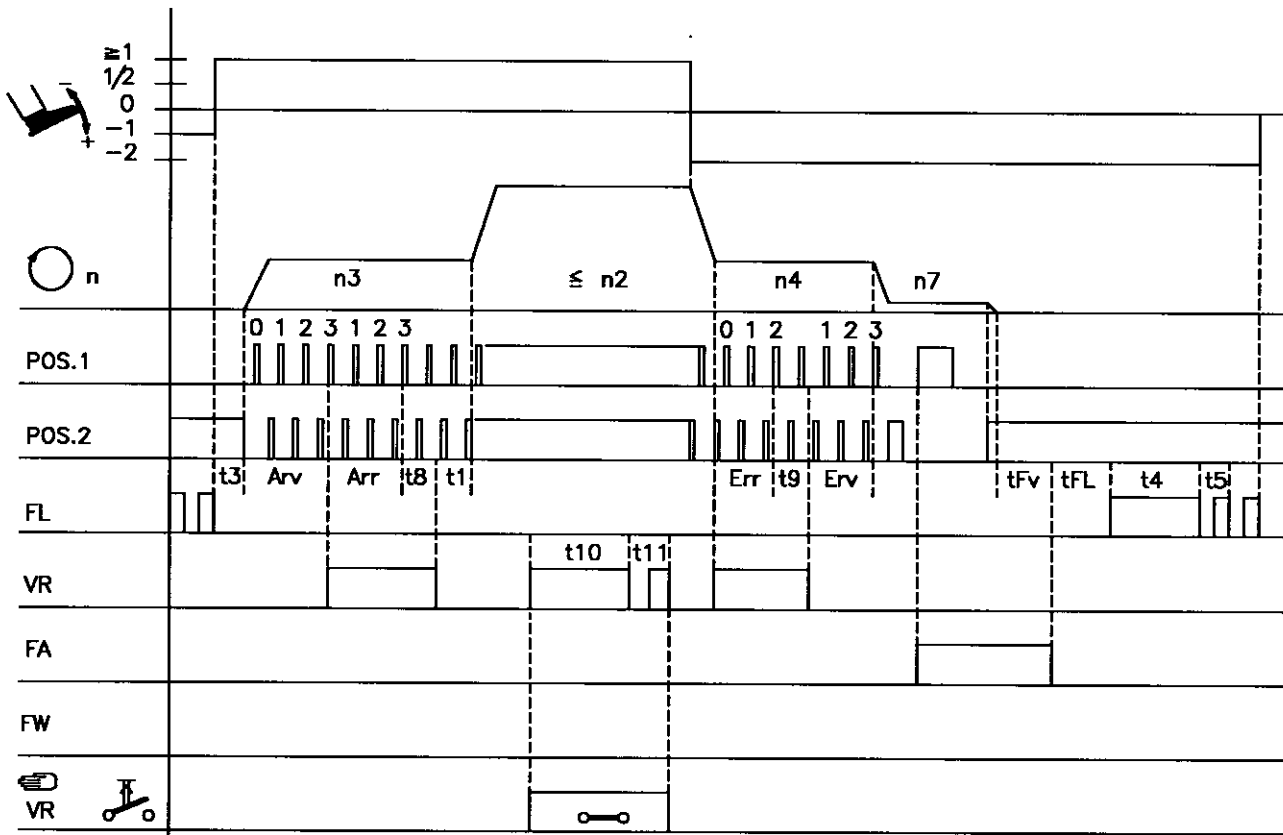 ≧1
1/2
0
-1
-2
- +
n
n3 ≦ n2 n4 n7
0 1 2 3 1 2 3 0 1 2 1 2 3
POS.1
POS.2
t3 Arv Arr t8 t1 Err t9 Erv tFv tFL t4 t5
FL
t10 t11
VR
FA
FW
VR